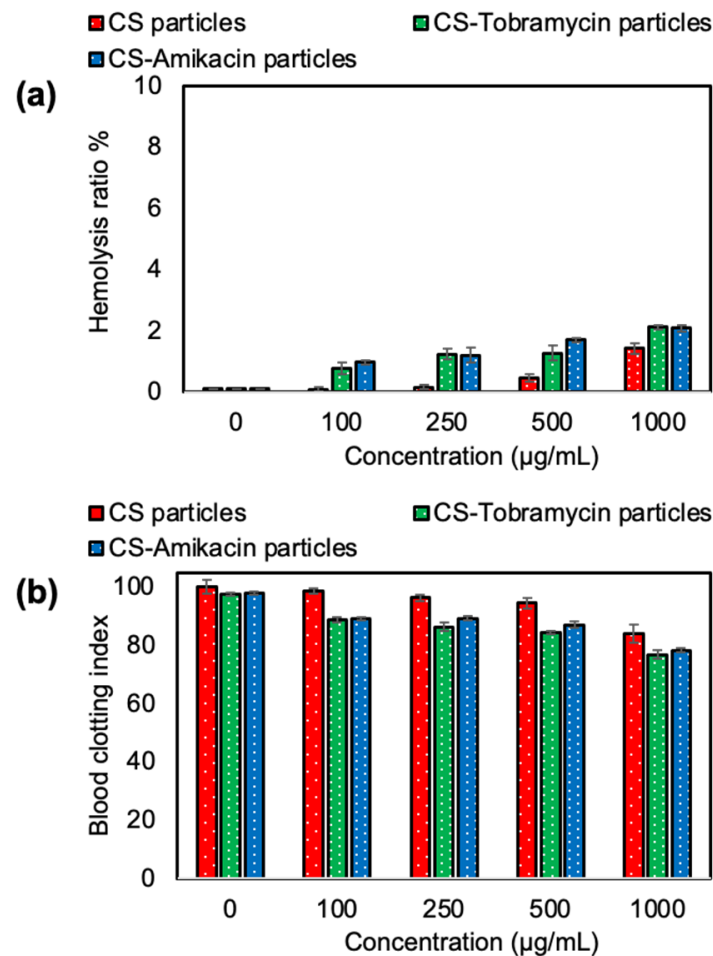 CS particles
CS-Tobramycin particles
CS-Amikacin particles
(a)
Hemolysis ratio %
10
8
6
4
2
0
0 100 250 500 1000
Concentration (µg/mL)
CS particles
CS-Tobramycin particles
CS-Amikacin particles
(b)
Blood clotting index
100
80
60
40
20
0
0 100 250 500 1000
Concentration (µg/mL)